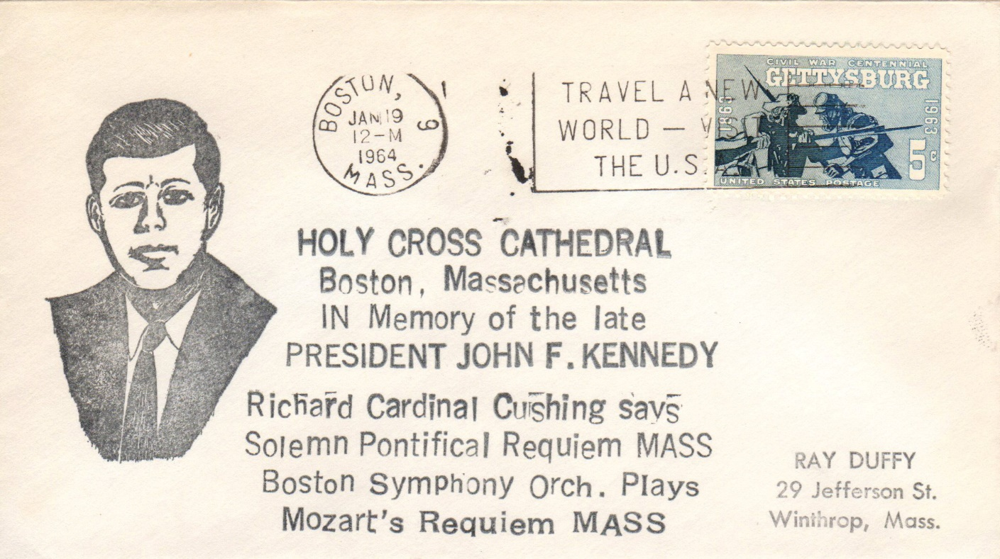 BOSTON, MASS.
JAN 19
12-M
1964
9
TRAVEL A NEW
WORLD — VISIT
THE U.S.A.
CIVIL WAR CENTENNIAL
GETTYSBURG
1863
1963
5c
UNITED STATES POSTAGE
HOLY CROSS CATHEDRAL
Boston, Massachusetts
IN Memory of the late
PRESIDENT JOHN F. KENNEDY
Richard Cardinal Cushing says
Solemn Pontifical Requiem MASS
Boston Symphony Orch. Plays
Mozart's Requiem MASS
RAY DUFFY
29 Jefferson St.
Winthrop, Mass.